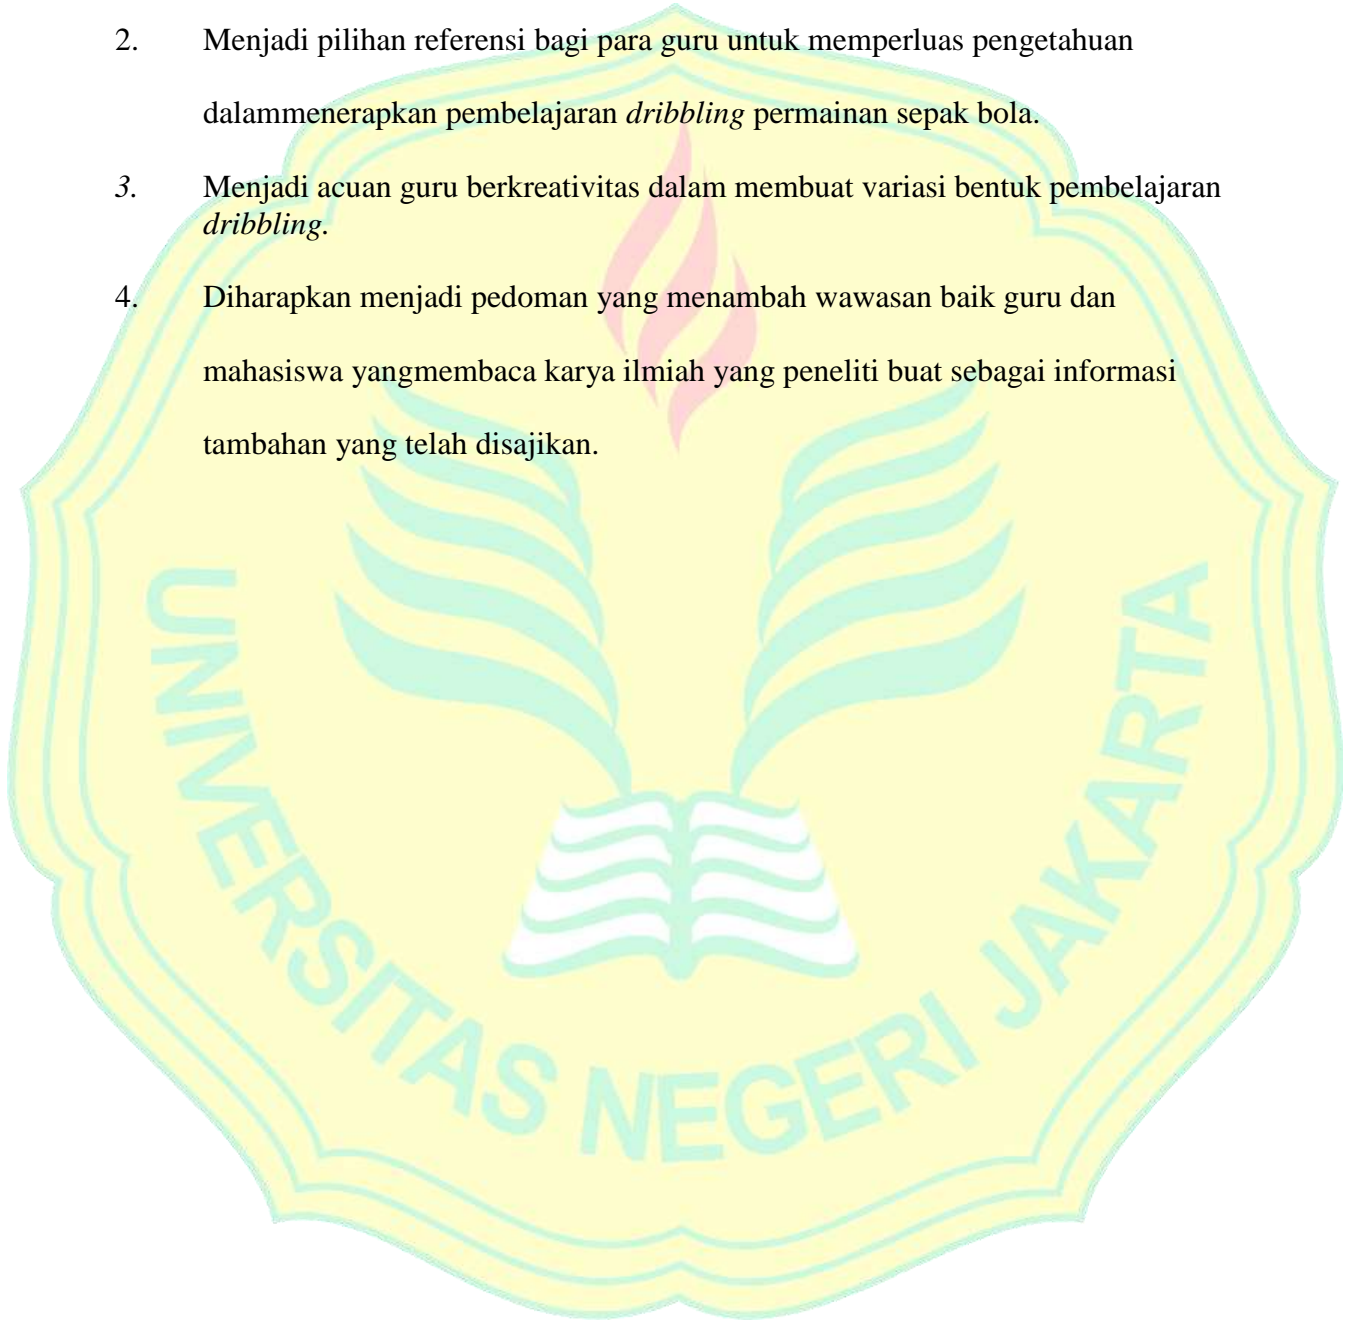 2. Menjadi pilihan referensi bagi para guru untuk memperluas pengetahuan
dalammenerapkan pembelajaran dribbling permainan sepak bola.
3. Menjadi acuan guru berkreativitas dalam membuat variasi bentuk pembelajaran
dribbling.
4. Diharapkan menjadi pedoman yang menambah wawasan baik guru dan
mahasiswa yangmembaca karya ilmiah yang peneliti buat sebagai informasi
tambahan yang telah disajikan.
UNIVERSITAS NEGERI JAKARTA